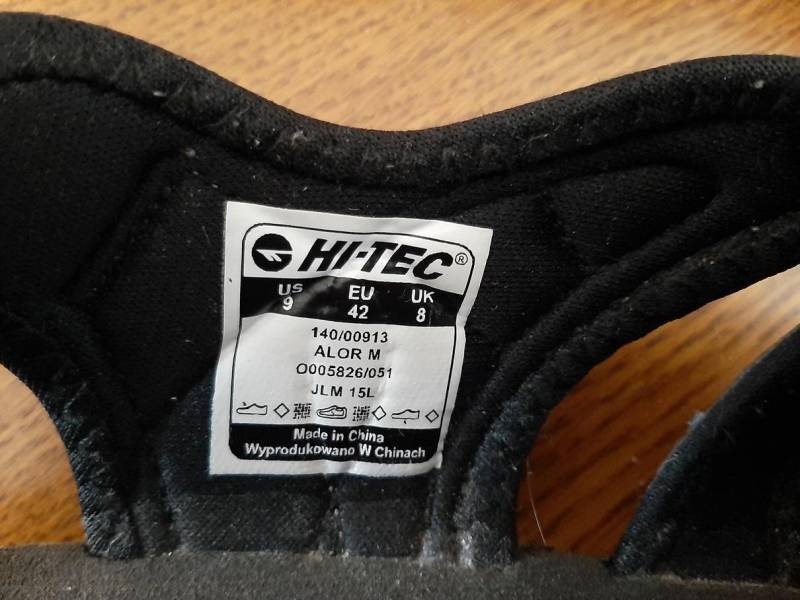 HI-TEC®
US EU UK
9 42 8
140/00913
ALOR M
O005826/051
JLM 15L
Made in China
Wyprodukowano W Chinach